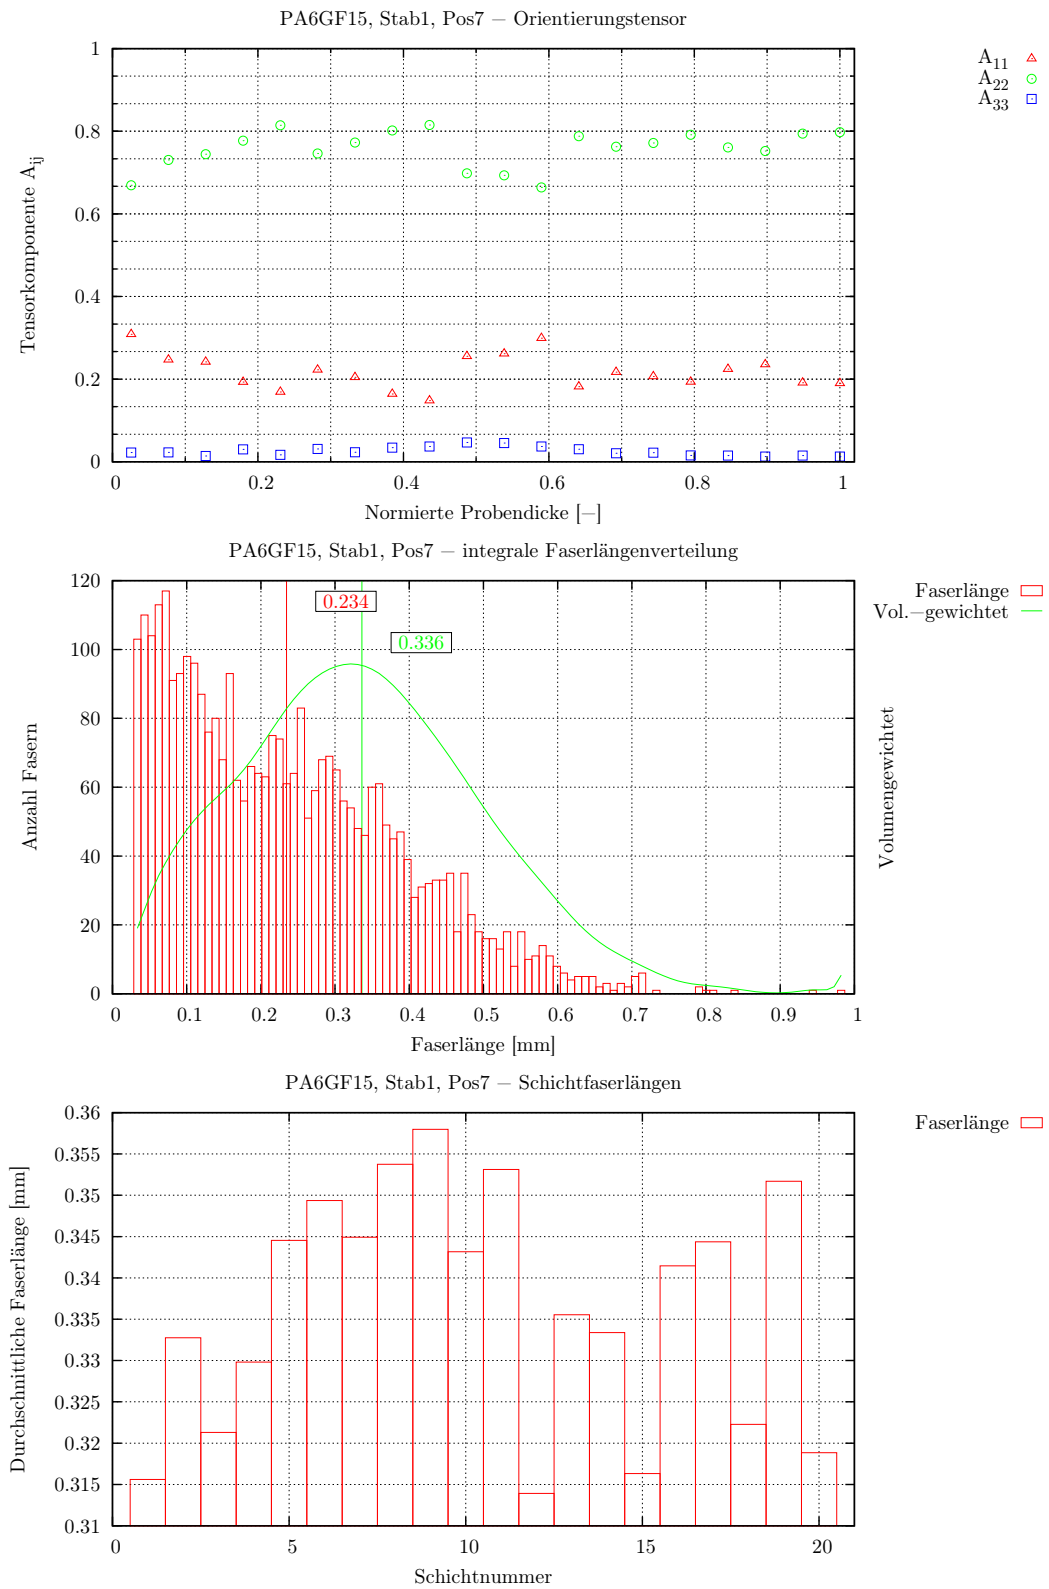 PA6GF15, Stab1, Pos7 − Orientierungstensor
Tensorkomponente A_ij
1
0.8
0.6
0.4
0.2
0
0 0.2 0.4 0.6 0.8 1
Normierte Probendicke [−]
A_11
A_22
A_33
PA6GF15, Stab1, Pos7 − integrale Faserlängenverteilung
Anzahl Fasern
120
100
80
60
40
20
0
0.234
0.336
0 0.1 0.2 0.3 0.4 0.5 0.6 0.7 0.8 0.9 1
Faserlänge [mm]
Volumengewichtet
Faserlänge
Vol.−gewichtet
PA6GF15, Stab1, Pos7 − Schichtfaserlängen
Durchschnittliche Faserlänge [mm]
0.36
0.355
0.35
0.345
0.34
0.335
0.33
0.325
0.32
0.315
0.31
0 5 10 15 20
Schichtnummer
Faserlänge